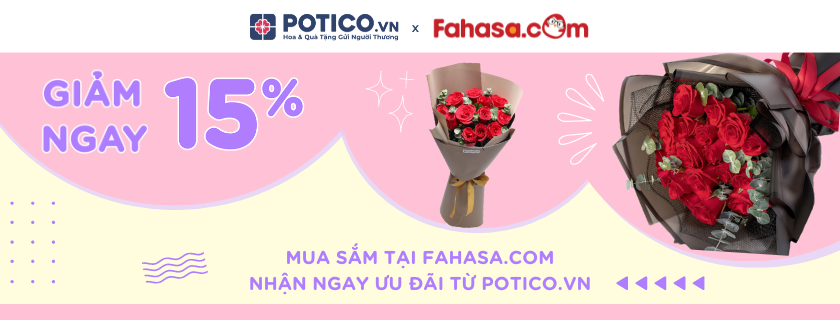 POTICO.VN
Hoa & Quà Tặng Gửi Người Thương
x
Fahasa.com
GIẢM
NGAY
15%
MUA SẮM TẠI FAHASA.COM
NHẬN NGAY ƯU ĐÃI TỪ POTICO.VN